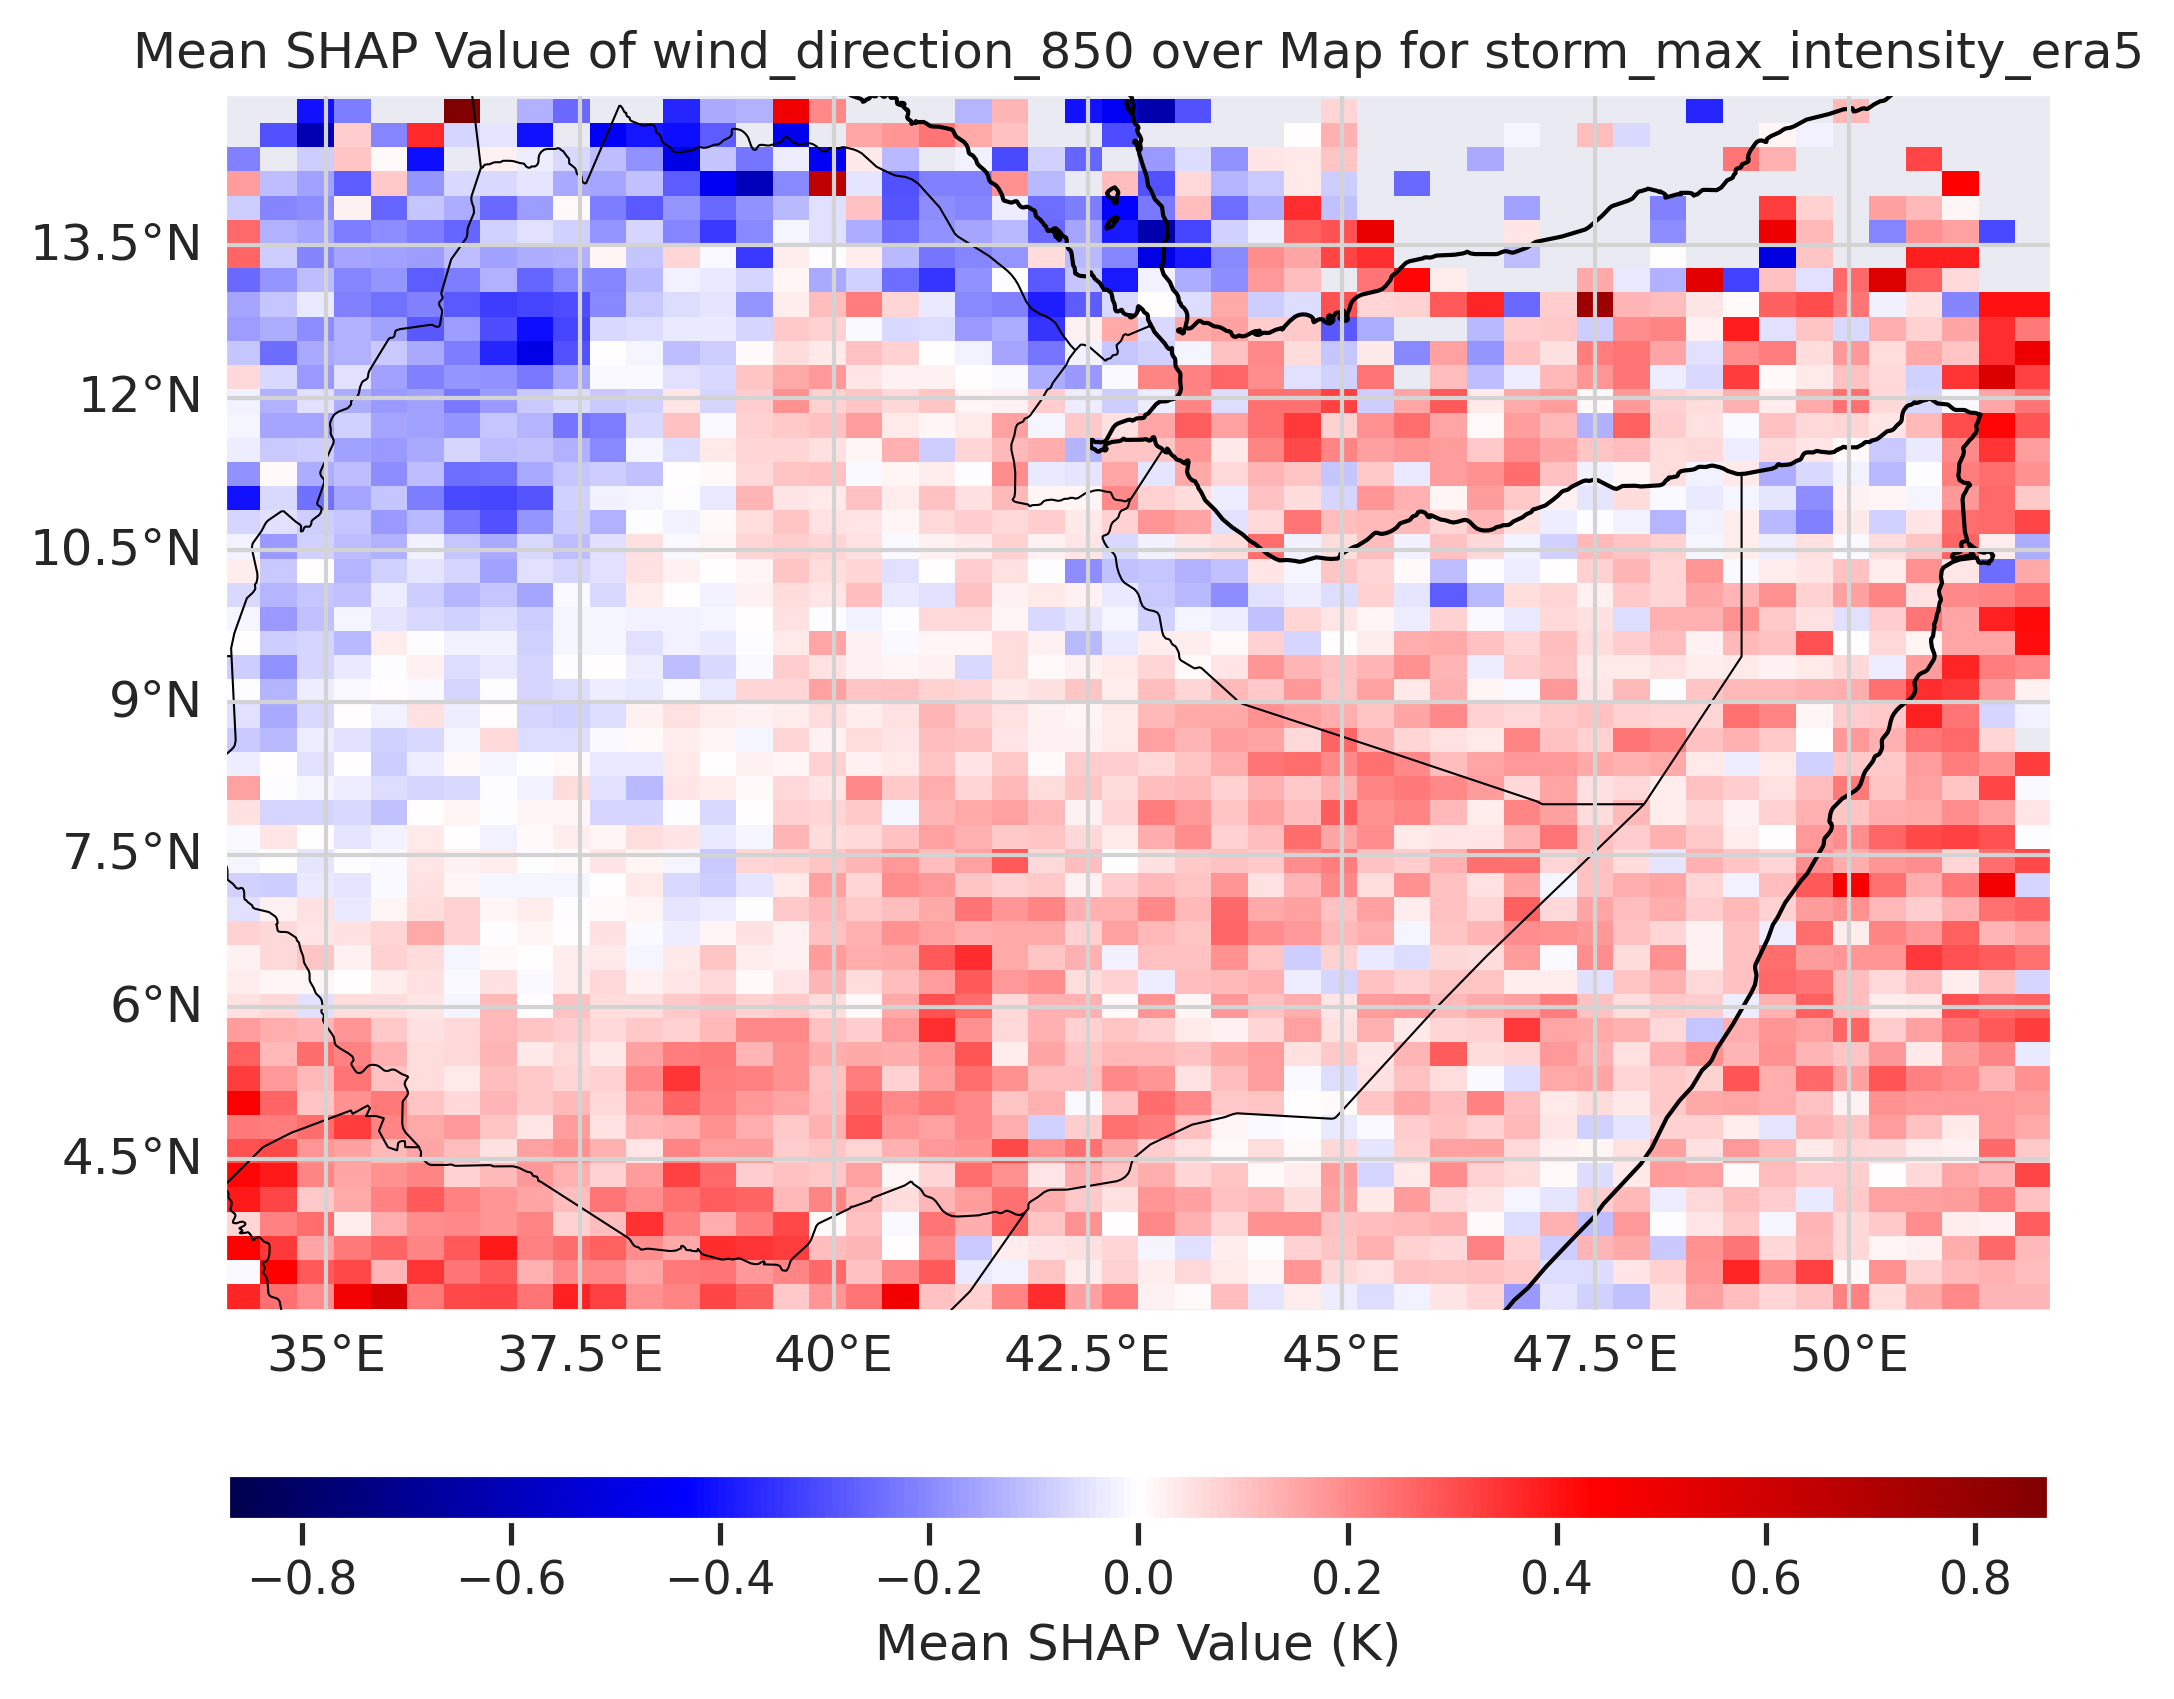 Mean SHAP Value of wind_direction_850 over Map for storm_max_intensity_era5
13.5°N
12°N
10.5°N
9°N
7.5°N
6°N
4.5°N
35°E 37.5°E 40°E 42.5°E 45°E 47.5°E 50°E
−0.8 −0.6 −0.4 −0.2 0.0 0.2 0.4 0.6 0.8
Mean SHAP Value (K)